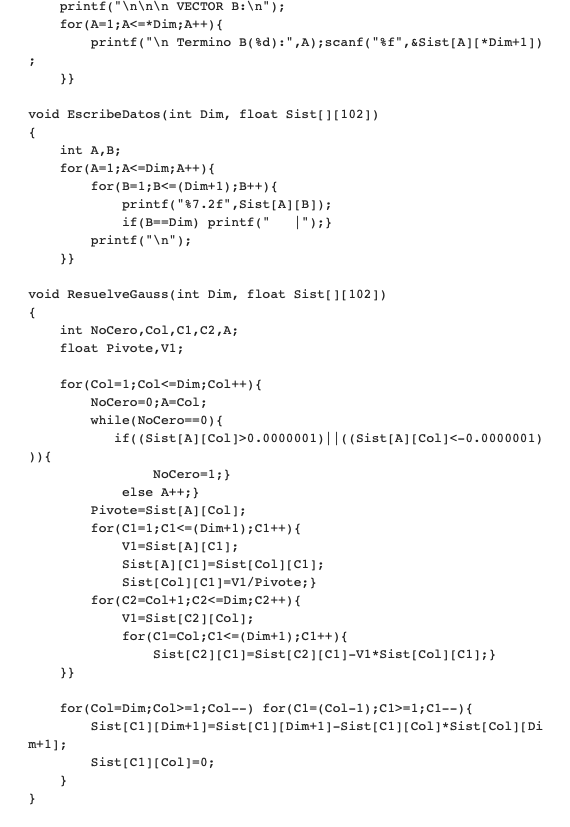 printf("\n\n\n VECTOR B:\n");
    for(A=1;A<=*Dim;A++){
        printf("\n Termino B(%d):",A);scanf("%f",&Sist[A][*Dim+1])
;
    }}

void EscribeDatos(int Dim, float Sist[][102])
{
    int A,B;
    for(A=1;A<=Dim;A++){
        for(B=1;B<=(Dim+1);B++){
            printf("%7.2f",Sist[A][B]);
            if(B==Dim) printf("   |");}
        printf("\n");
    }}

void ResuelveGauss(int Dim, float Sist[][102])
{
    int NoCero,Col,C1,C2,A;
    float Pivote,V1;

    for(Col=1;Col<=Dim;Col++){
        NoCero=0;A=Col;
        while(NoCero==0){
           if((Sist[A][Col]>0.0000001)||((Sist[A][Col]<-0.0000001)
)){
                NoCero=1;}
            else A++;}
        Pivote=Sist[A][Col];
        for(C1=1;C1<=(Dim+1);C1++){
            V1=Sist[A][C1];
            Sist[A][C1]=Sist[Col][C1];
            Sist[Col][C1]=V1/Pivote;}
        for(C2=Col+1;C2<=Dim;C2++){
            V1=Sist[C2][Col];
            for(C1=Col;C1<=(Dim+1);C1++){
                Sist[C2][C1]=Sist[C2][C1]-V1*Sist[Col][C1];}
    }}

    for(Col=Dim;Col>=1;Col--) for(C1=(Col-1);C1>=1;C1--){
        Sist[C1][Dim+1]=Sist[C1][Dim+1]-Sist[C1][Col]*Sist[Col][Di
m+1];
        Sist[C1][Col]=0;
    }
}